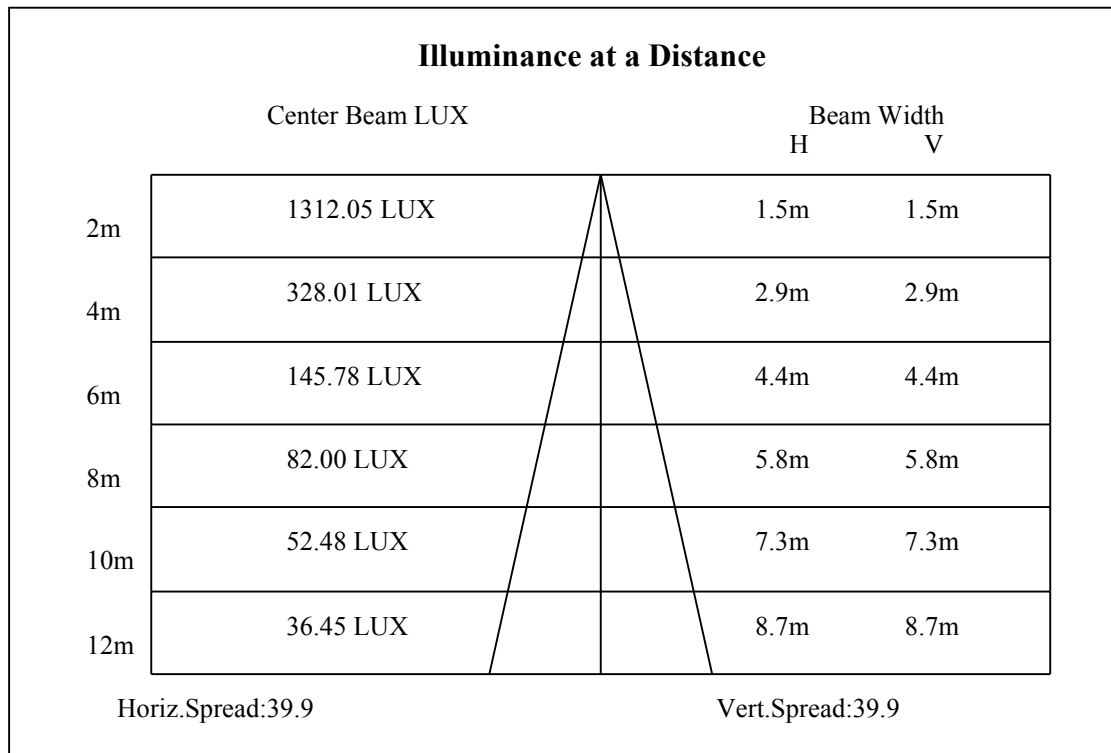 Illuminance at a Distance
Center Beam LUX Beam Width
H V
2m 1312.05 LUX 1.5m 1.5m
4m 328.01 LUX 2.9m 2.9m
6m 145.78 LUX 4.4m 4.4m
8m 82.00 LUX 5.8m 5.8m
10m 52.48 LUX 7.3m 7.3m
12m 36.45 LUX 8.7m 8.7m
Horiz.Spread:39.9 Vert.Spread:39.9